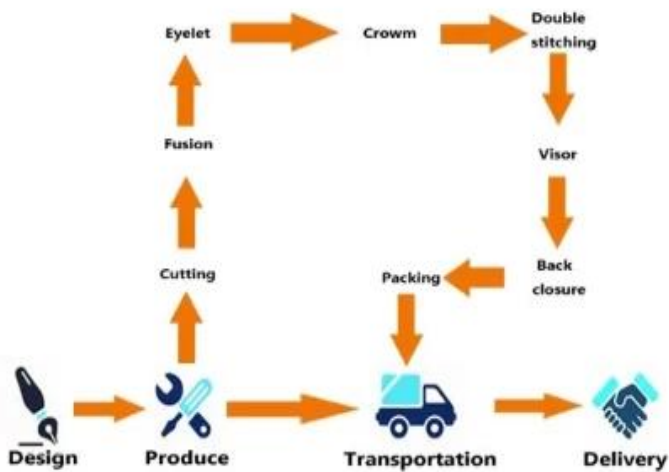 Eyelet
Crowm
Double
stitching
Fusion
Visor
Cutting
Packing
Back
closure
Design
Produce
Transportation
Delivery